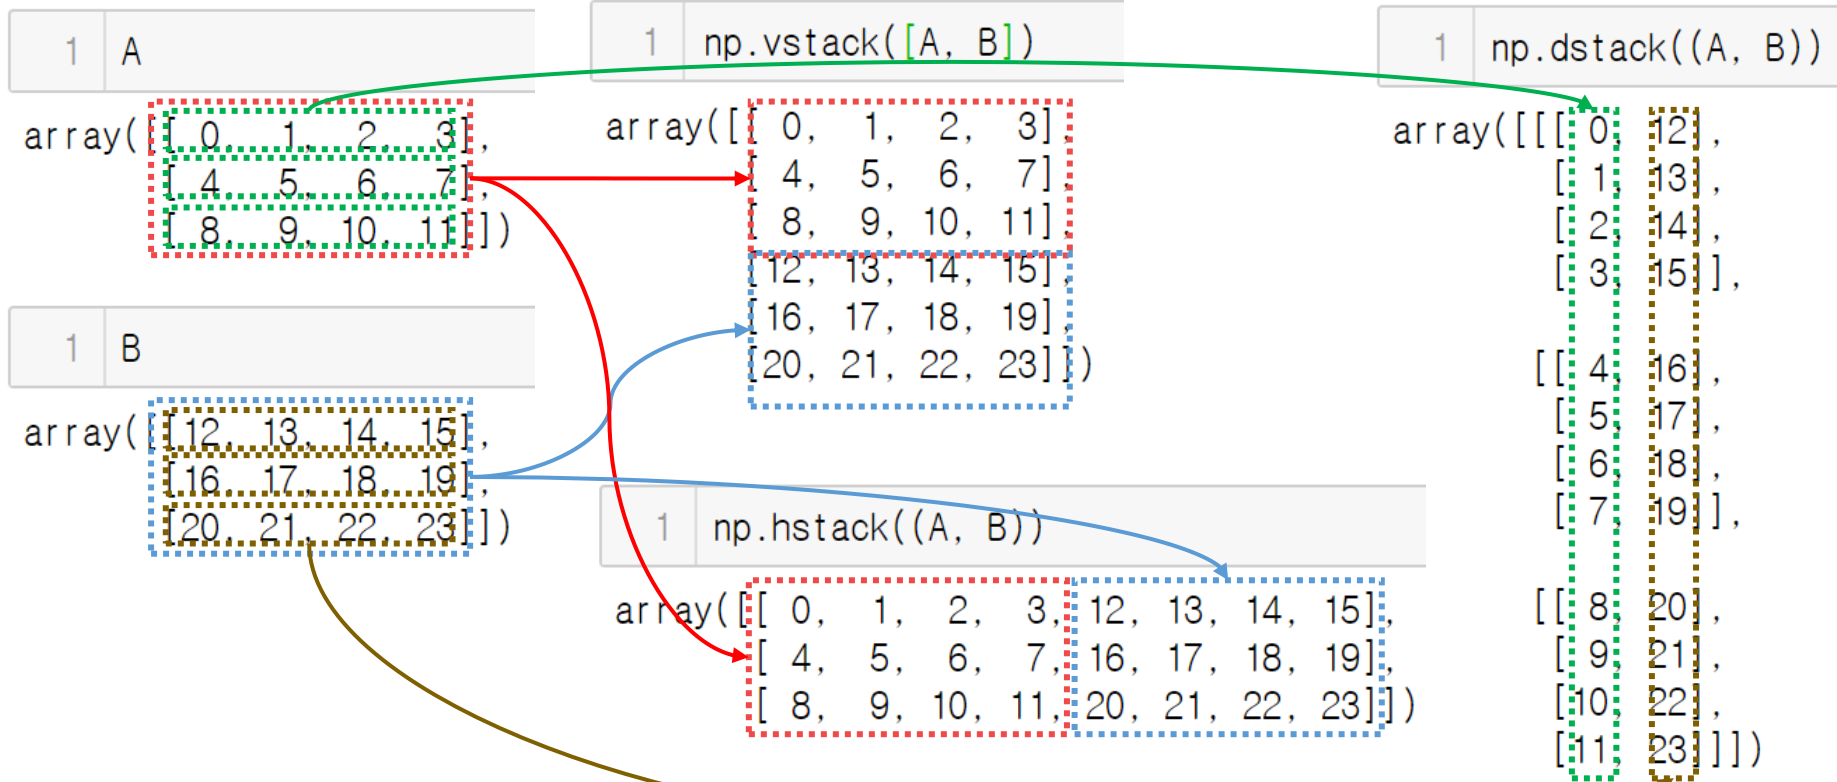 1 A
array([[ 0, 1, 2, 3],
[ 4, 5, 6, 7],
[ 8, 9, 10, 11]])
1 B
array([[12, 13, 14, 15],
[16, 17, 18, 19],
[20, 21, 22, 23]])
1 np.vstack([A, B])
array([[ 0, 1, 2, 3],
[ 4, 5, 6, 7],
[ 8, 9, 10, 11],
[12, 13, 14, 15],
[16, 17, 18, 19],
[20, 21, 22, 23]])
1 np.hstack((A, B))
array([[ 0, 1, 2, 3, 12, 13, 14, 15],
[ 4, 5, 6, 7, 16, 17, 18, 19],
[ 8, 9, 10, 11, 20, 21, 22, 23]])
1 np.dstack((A, B))
array([[[ 0, 12],
[ 1, 13],
[ 2, 14],
[ 3, 15]],
[[ 4, 16],
[ 5, 17],
[ 6, 18],
[ 7, 19]],
[[ 8, 20],
[ 9, 21],
[10, 22],
[11, 23]]])